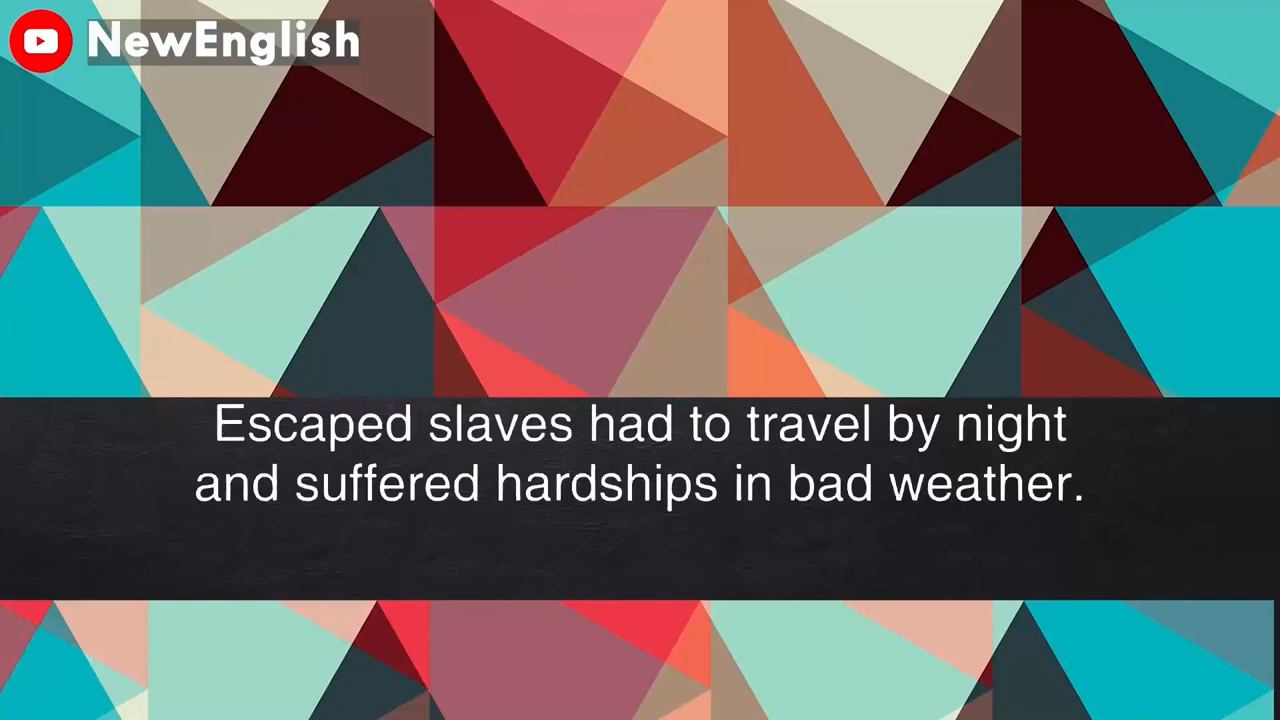 NewEnglish
Escaped slaves had to travel by night
and suffered hardships in bad weather.